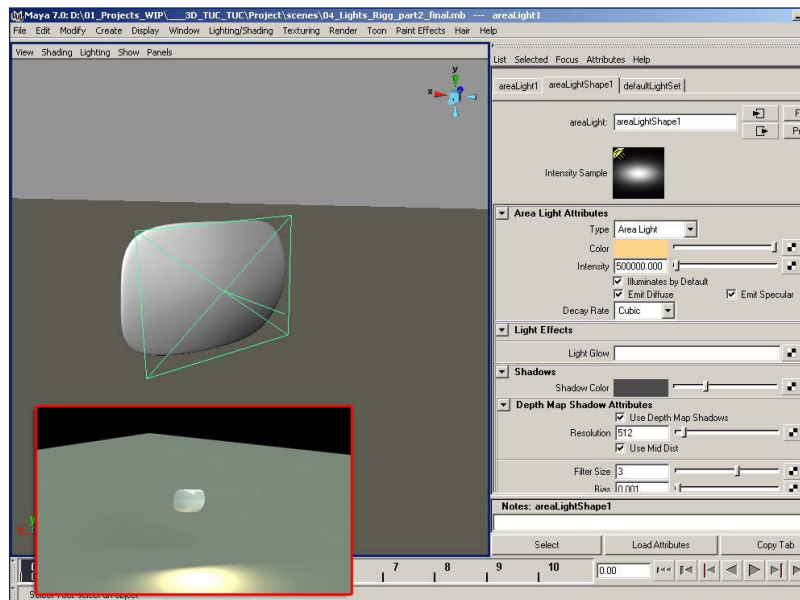 Maya 7.0: D:\01_Projects_WIP\___3D_TUC_TUC\Project\scenes\04_Lights_Rigg_part2_final.mb --- areaLight1
File Edit Modify Create Display Window Lighting/Shading Texturing Render Toon Paint Effects Hair Help
View Shading Lighting Show Panels
List Selected Focus Attributes Help
areaLight1 areaLightShape1 defaultLightSet
y
x
areaLight: areaLightShape1
Intensity Sample
Area Light Attributes
Type Area Light
Color
Intensity 500000.000
Illuminates by Default
Emit Diffuse Emit Specular
Decay Rate Cubic
Light Effects
Light Glow
Shadows
Shadow Color
Depth Map Shadow Attributes
Use Depth Map Shadows
Resolution 512
Use Mid Dist
Filter Size 3
Bias 0.001
Notes: areaLightShape1
Select Load Attributes Copy Tab
7 8 9 10 0.00